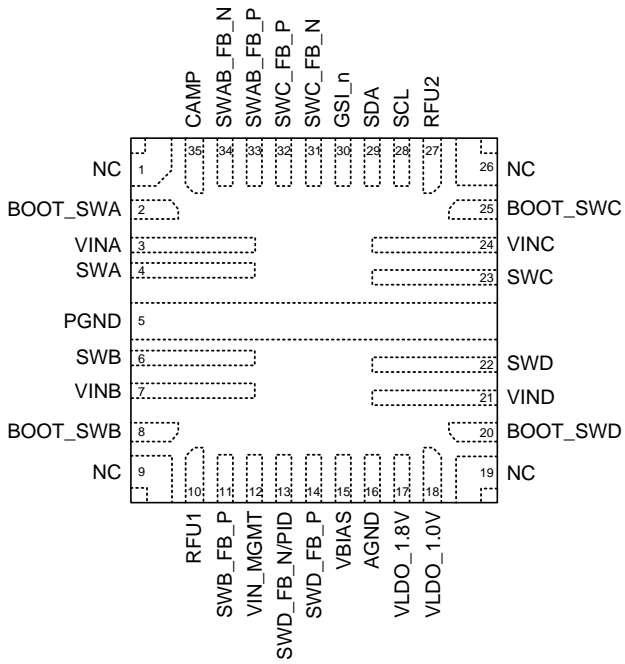 CAMP
SWAB_FB_N
SWAB_FB_P
SWC_FB_P
SWC_FB_N
GSI_n
SDA
SCL
RFU2
35 34 33 32 31 30 29 28 27
NC 1 26 NC
BOOT_SWA 2 25 BOOT_SWC
VINA 3 24 VINC
SWA 4 23 SWC
PGND 5
SWB 6 22 SWD
VINB 7 21 VIND
BOOT_SWB 8 20 BOOT_SWD
NC 9 19 NC
10 11 12 13 14 15 16 17 18
RFU1
SWB_FB_P
VIN_MGMT
SWD_FB_N/PID
SWD_FB_P
VBIAS
AGND
VLDO_1.8V
VLDO_1.0V